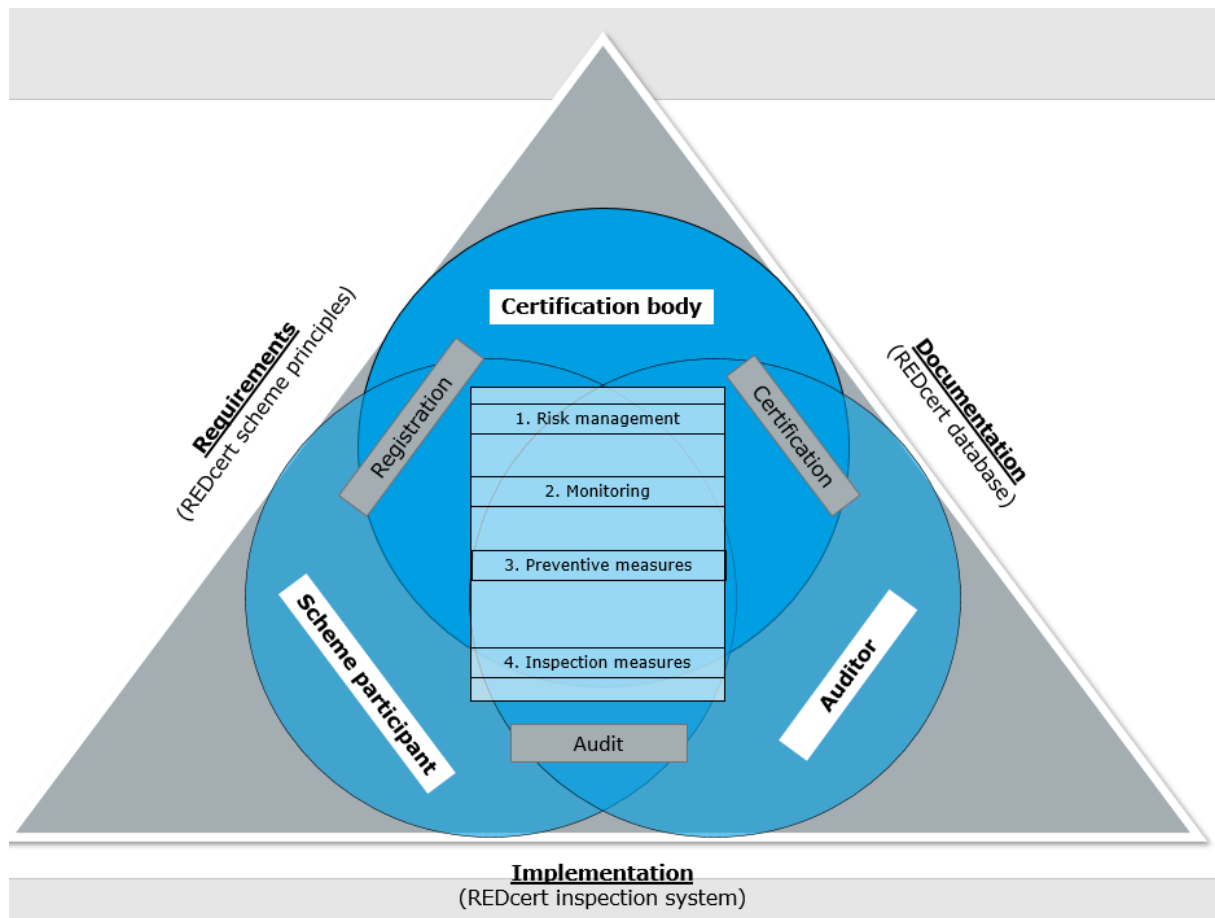 Certification body
Requirements
(REDcert scheme principles)
Documentation
(REDcert database)
Registration
Certification
1. Risk management
2. Monitoring
3. Preventive measures
4. Inspection measures
Scheme participant
Auditor
Audit
Implementation
(REDcert inspection system)